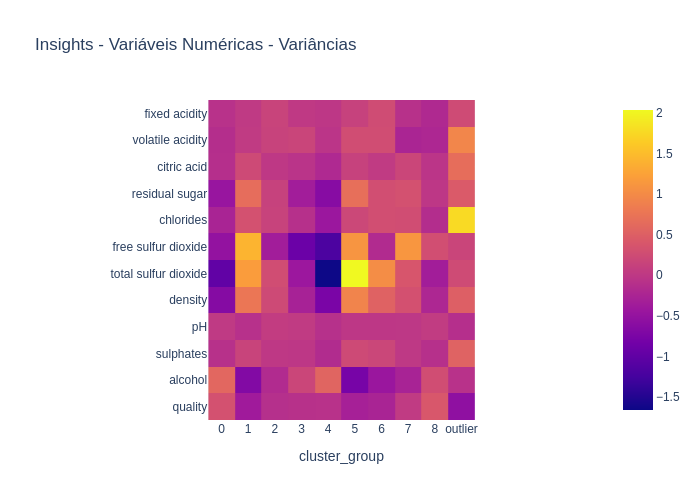 Insights - Variáveis Numéricas - Variâncias
fixed acidity
volatile acidity
citric acid
residual sugar
chlorides
free sulfur dioxide
total sulfur dioxide
density
pH
sulphates
alcohol
quality
0 1 2 3 4 5 6 7 8 outlier
cluster_group
2
1.5
1
0.5
0
−0.5
−1
−1.5